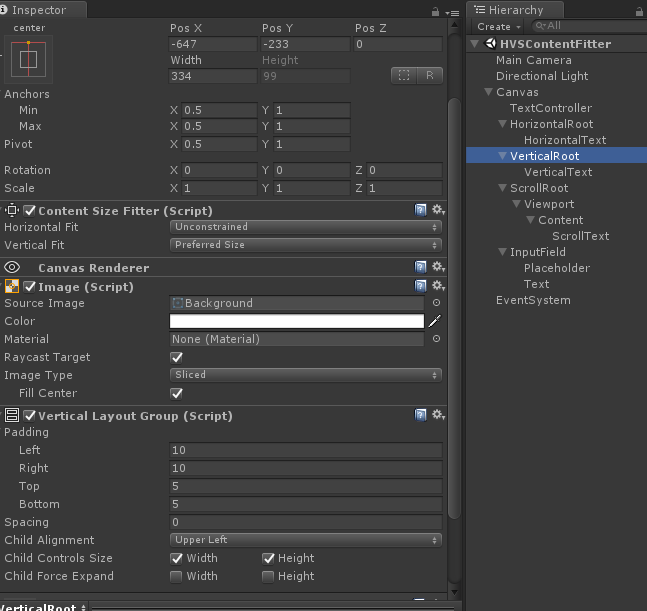 Inspector
center
Pos X Pos Y Pos Z
-647 -233 0
Width Height
334 99
R
Anchors
Min X 0.5 Y 1
Max X 0.5 Y 1
Pivot X 0.5 Y 1
Rotation X 0 Y 0 Z 0
Scale X 1 Y 1 Z 1
Content Size Fitter (Script)
Horizontal Fit Unconstrained
Vertical Fit Preferred Size
Canvas Renderer
Image (Script)
Source Image Background
Color
Material None (Material)
Raycast Target
Image Type Sliced
Fill Center
Vertical Layout Group (Script)
Padding
Left 10
Right 10
Top 5
Bottom 5
Spacing 0
Child Alignment Upper Left
Child Controls Size Width Height
Child Force Expand Width Height
VerticalRoot
Hierarchy
Create All
HVSContentFitter
Main Camera
Directional Light
Canvas
TextController
HorizontalRoot
HorizontalText
VerticalRoot
VerticalText
ScrollRoot
Viewport
Content
ScrollText
InputField
Placeholder
Text
EventSystem